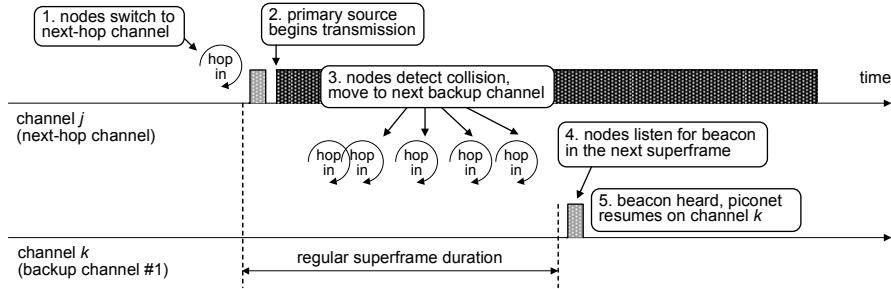 1. nodes switch to
next-hop channel
2. primary source
begins transmission
hop
in
3. nodes detect collision,
move to next backup channel
time
channel j
(next-hop channel)
hop
in
hop
in
hop
in
hop
in
hop
in
4. nodes listen for beacon
in the next superframe
5. beacon heard, piconet
resumes on channel k
channel k
(backup channel #1)
regular superframe duration